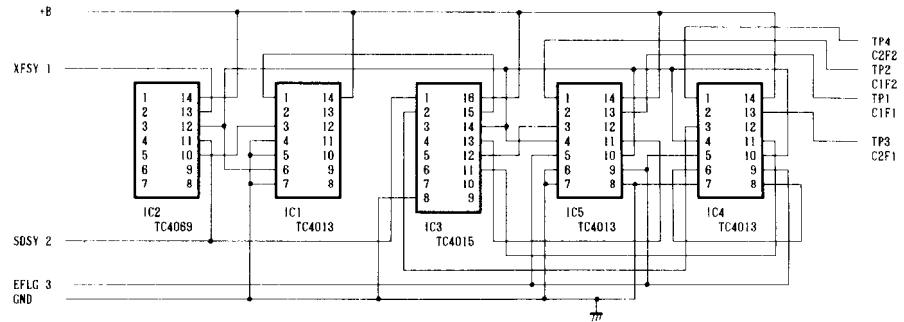 +B
TP4
C2F2
XFSY 1
TP2
C1F2
1 14
2 13
3 12
4 11
5 10
6 9
7 8
IC2
TC4069
1 14
2 13
3 12
4 11
5 10
6 9
7 8
IC1
TC4013
1 16
2 15
3 14
4 13
5 12
6 11
7 10
8 9
IC3
TC4015
1 14
2 13
3 12
4 11
5 10
6 9
7 8
IC5
TC4013
1 14
2 13
3 12
4 11
5 10
6 9
7 8
IC4
TC4013
TP1
C1F1
TP3
C2F1
SDSY 2
EFLG 3
GND